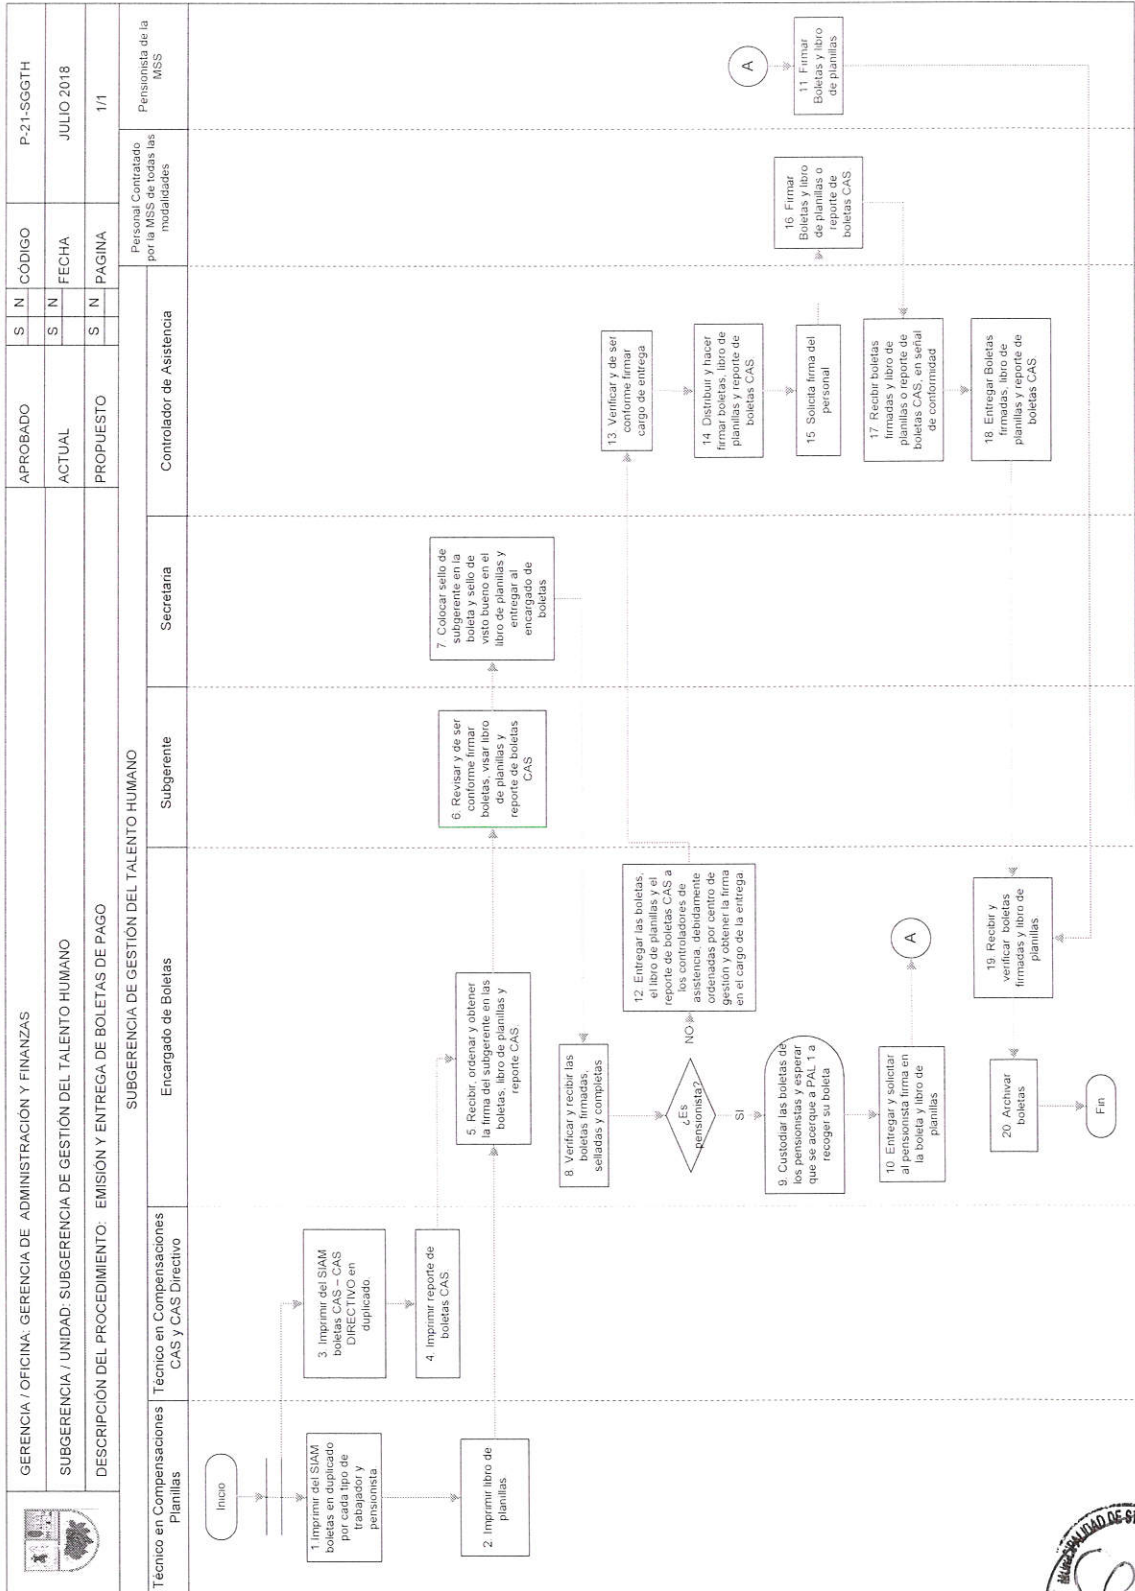 GERENCIA / OFICINA: GERENCIA DE ADMINISTRACIÓN Y FINANZAS
APROBADO
S
N
CÓDIGO
P-21-SGGTH
SUBGERENCIA / UNIDAD: SUBGERENCIA DE GESTIÓN DEL TALENTO HUMANO
ACTUAL
S
N
FECHA
JULIO 2018
DESCRIPCIÓN DEL PROCEDIMIENTO: EMISIÓN Y ENTREGA DE BOLETAS DE PAGO
PROPUESTO
S
N
PAGINA
1/1
SUBGERENCIA DE GESTIÓN DEL TALENTO HUMANO
Técnico en Compensaciones
Planillas
Técnico en Compensaciones
CAS y CAS Directivo
Encargado de Boletas
Subgerente
Secretaria
Controlador de Asistencia
Personal Contratado
por la MSS de todas las
modalidades
Pensionista de la
MSS
Inicio
1. Imprimir del SIAM
boletas en duplicado
por cada tipo de
trabajador y
pensionista
2. Imprimir libro de
planillas
3. Imprimir del SIAM
boletas CAS – CAS
DIRECTIVO en
duplicado.
4. Imprimir reporte de
boletas CAS.
5. Recibir, ordenar y obtener
la firma del subgerente en las
boletas, libro de planillas y
reporte CAS.
6. Revisar y de ser
conforme firmar
boletas, visar libro
de planillas y
reporte de boletas
CAS
7. Colocar sello de
subgerente en la
boleta y sello de
visto bueno en el
libro de planillas y
entregar al
encargado de
boletas
8. Verificar y recibir las
boletas firmadas,
selladas y completas
¿Es
pensionista?
NO
SI
9. Custodiar las boletas de
los pensionistas y esperar
que se acerque a PAL 1 a
recoger su boleta
10. Entregar y solicitar
al pensionista firma en
la boleta y libro de
planillas
A
A
11 Firmar
Boletas y libro
de planillas
12. Entregar las boletas,
el libro de planillas y el
reporte de boletas CAS a
los controladores de
asistencia, debidamente
ordenadas por centro de
gestión y obtener la firma
en el cargo de la entrega.
13. Verificar y de ser
conforme firmar
cargo de entrega
14. Distribuir y hacer
firmar boletas, libro de
planillas y reporte de
boletas CAS.
15. Solicita firma del
personal
16 Firmar
Boletas y libro
de planillas o
reporte de
boletas CAS
17. Recibir boletas
firmadas y libro de
planillas o reporte de
boletas CAS, en señal
de conformidad
18. Entregar Boletas
firmadas, libro de
planillas y reporte de
boletas CAS.
19. Recibir y
verificar boletas
firmadas y libro de
planillas
20. Archivar
boletas
Fin